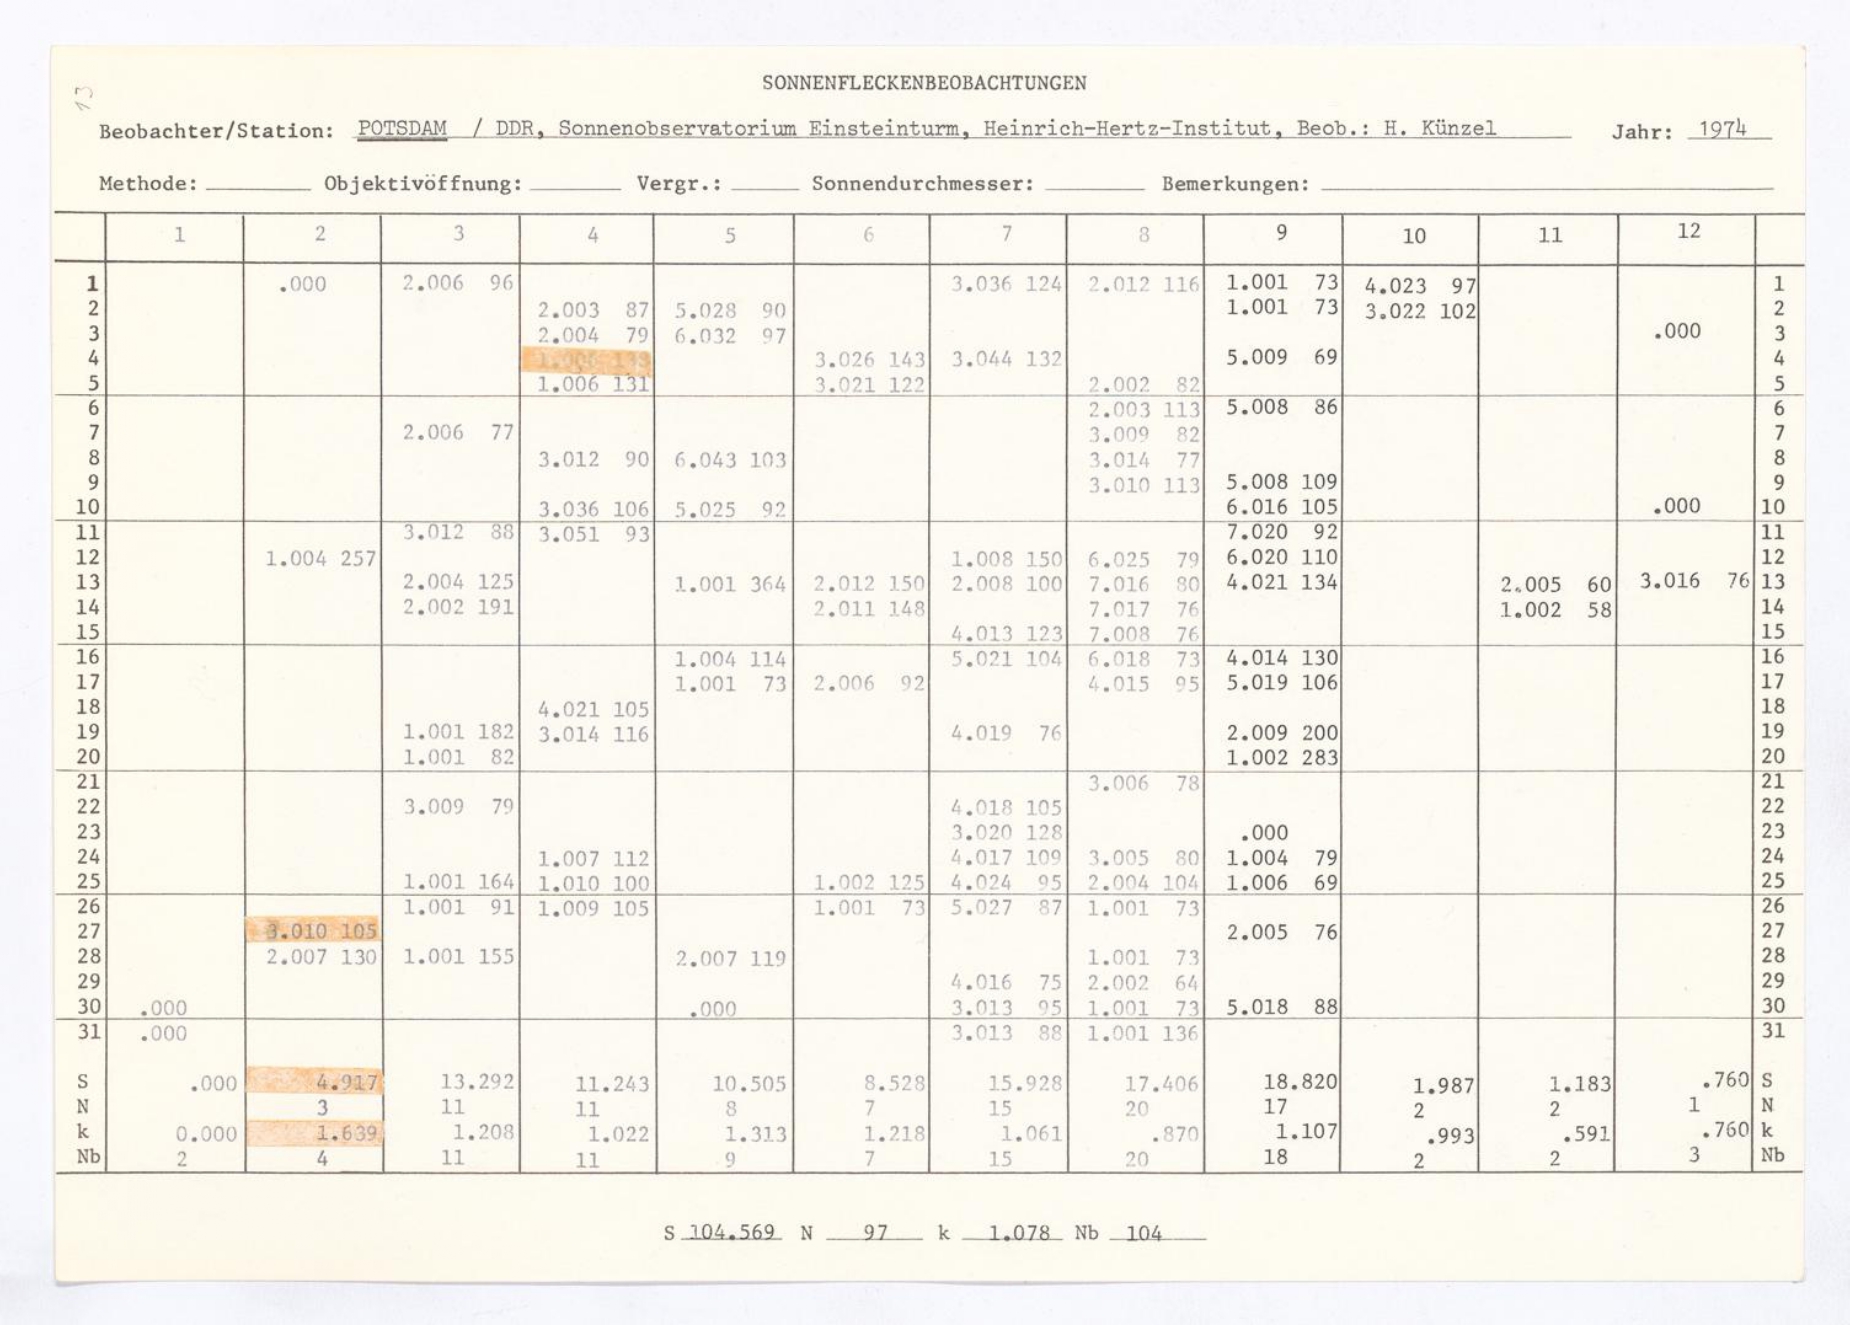 13
SONNENFLECKENBEOBACHTUNGEN
Beobachter/Station: POTSDAM / DDR, Sonnenobservatorium Einsteinturm, Heinrich-Hertz-Institut, Beob.: H. Künzel Jahr: 1974
Methode: Objektivöffnung: Vergr.: Sonnendurchmesser: Bemerkungen:
1 2 3 4 5 6 7 8 9 10 11 12
1 .000 2.006 96 3.036 124 2.012 116 1.001 73 4.023 97 1
2 2.003 87 5.028 90 1.001 73 3.022 102 2
3 2.004 79 6.032 97 .000 3
4 1.006 3.026 143 3.044 132 5.009 69 4
5 1.006 131 3.021 122 2.002 82 5
6 2.003 113 5.008 86 6
7 2.006 77 3.009 82 7
8 3.012 90 6.043 103 3.014 77 8
9 3.010 113 5.008 109 9
10 3.036 106 5.025 92 6.016 105 .000 10
11 3.012 88 3.051 93 7.020 92 11
12 1.004 257 1.008 150 6.025 79 6.020 110 12
13 2.004 125 1.001 364 2.012 150 2.008 100 7.016 80 4.021 134 2.005 60 3.016 76 13
14 2.002 191 2.011 148 7.017 76 1.002 58 14
15 4.013 123 7.008 76 15
16 1.004 114 5.021 104 6.018 73 4.014 130 16
17 1.001 73 2.006 92 4.015 95 5.019 106 17
18 4.021 105 18
19 1.001 182 3.014 116 4.019 76 2.009 200 19
20 1.001 82 1.002 283 20
21 3.006 78 21
22 3.009 79 4.018 105 22
23 3.020 128 .000 23
24 1.007 112 4.017 109 3.005 80 1.004 79 24
25 1.001 164 1.010 100 1.002 125 4.024 95 2.004 104 1.006 69 25
26 1.001 91 1.009 105 1.001 73 5.027 87 1.001 73 26
27 3.010 105 2.005 76 27
28 2.007 130 1.001 155 2.007 119 1.001 73 28
29 4.016 75 2.002 64 29
30 .000 .000 3.013 95 1.001 73 5.018 88 30
31 .000 3.013 88 1.001 136 31
S .000 4.917 13.292 11.243 10.505 8.528 15.928 17.406 18.820 1.987 1.183 .760 S
N 3 11 11 8 7 15 20 17 2 2 1 N
k 0.000 1.639 1.208 1.022 1.313 1.218 1.061 .870 1.107 .993 .591 .760 k
Nb 2 4 11 11 9 7 15 20 18 2 2 3 Nb
S 104.569 N 97 k 1.078 Nb 104